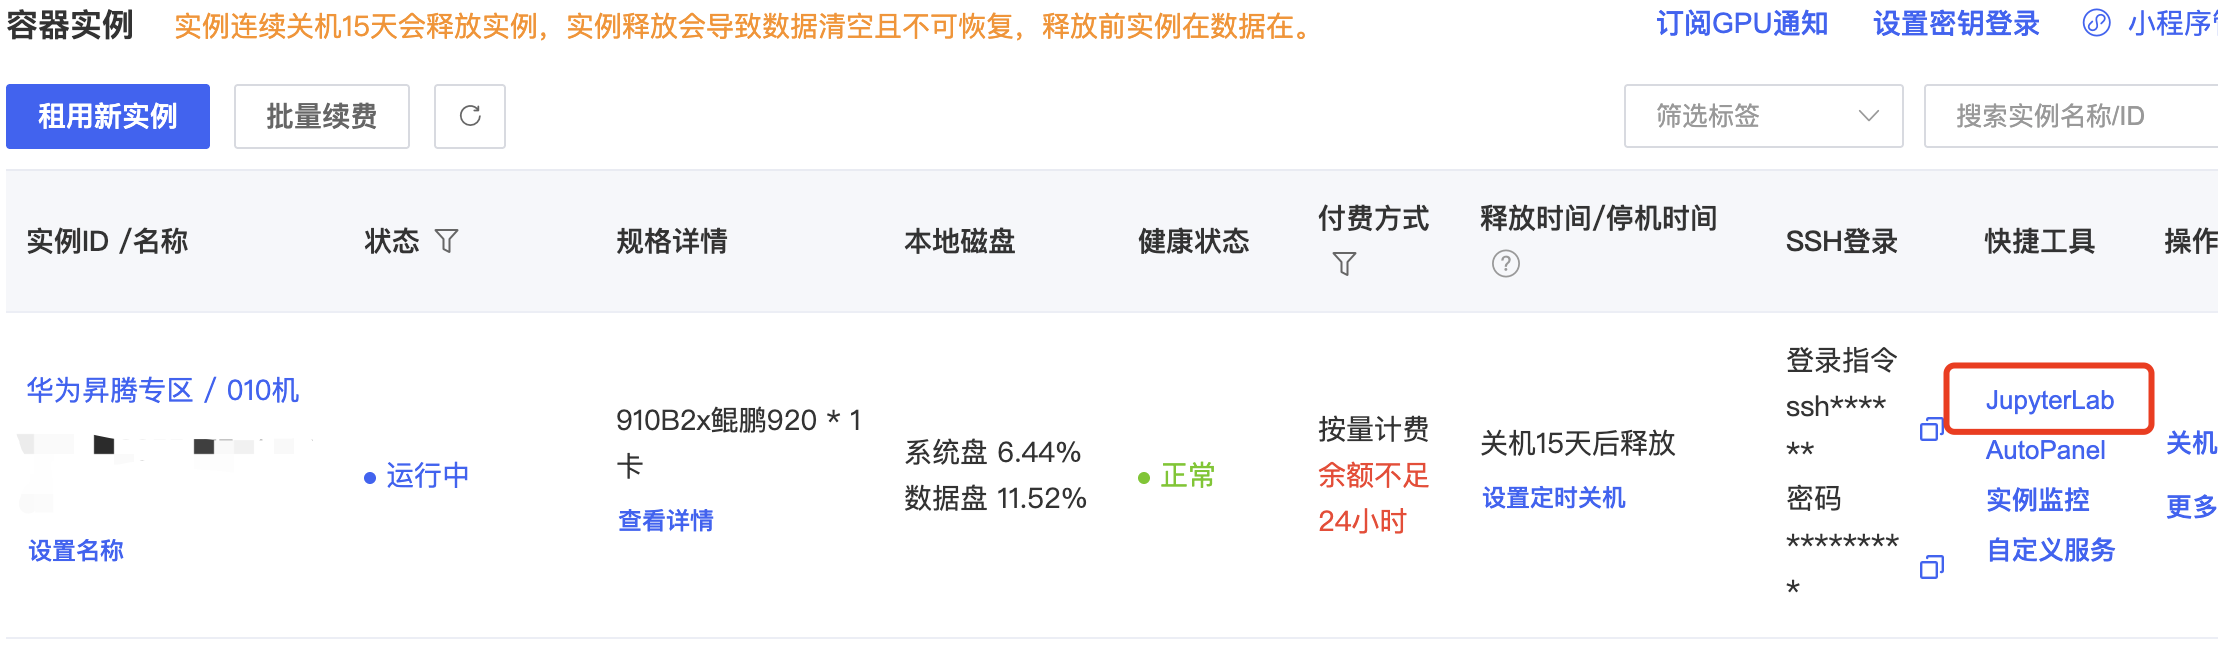 容器实例 实例连续关机15天会释放实例，实例释放会导致数据清空且不可恢复，释放前实例在数据在。 订阅GPU通知 设置密钥登录 小程序
租用新实例 批量续费 筛选标签 搜索实例名称/ID
实例ID /名称 状态 规格详情 本地磁盘 健康状态 付费方式 释放时间/停机时间 SSH登录 快捷工具 操作
华为昇腾专区 / 010机
设置名称
运行中
910B2x鲲鹏920 * 1
卡
查看详情
系统盘 6.44%
数据盘 11.52%
正常
按量计费
余额不足
24小时
关机15天后释放
设置定时关机
登录指令
ssh****
**
密码
********
*
JupyterLab
AutoPanel
实例监控
自定义服务
关机
更多